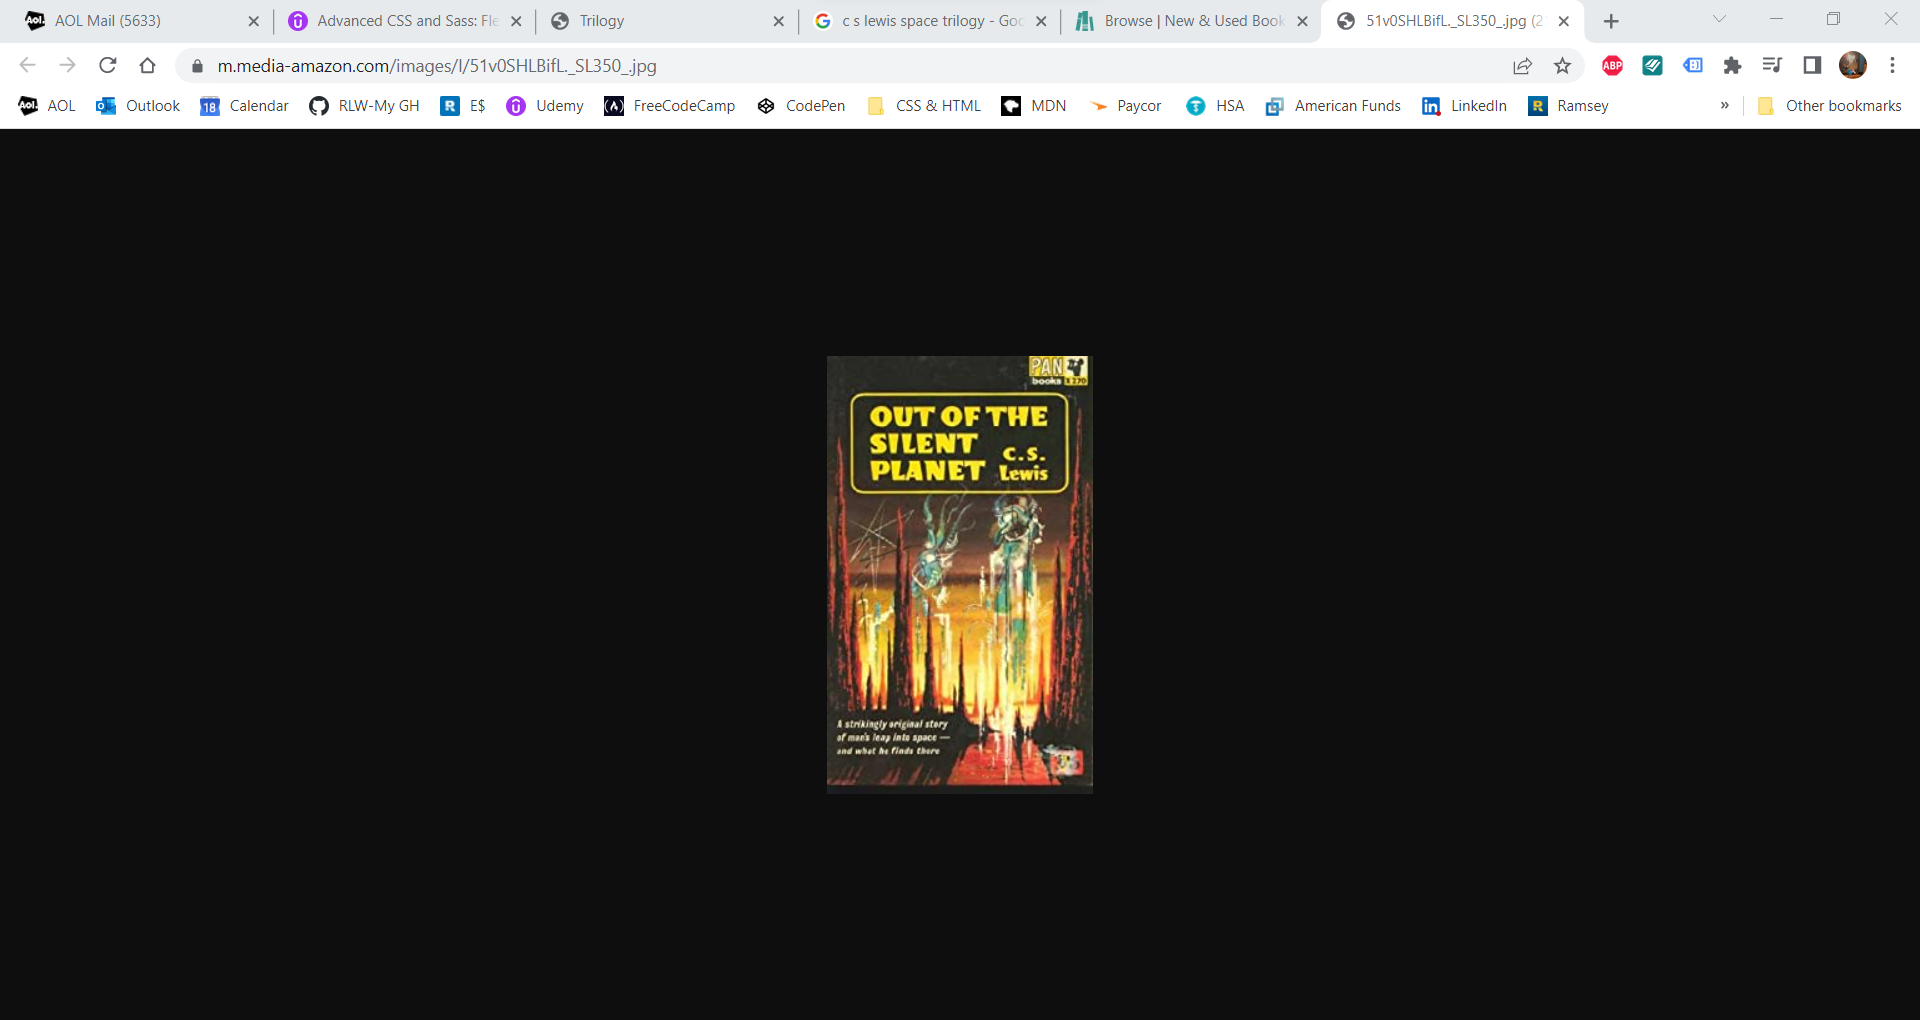 AOL Mail (5633)
Advanced CSS and Sass: Fle
Trilogy
c s lewis space trilogy - Goo
Browse | New & Used Book
51v0SHLBifL._SL350_.jpg (2
m.media-amazon.com/images/I/51v0SHLBifL._SL350_.jpg
ABP
AOL
Outlook
18 Calendar
RLW-My GH
R E$
Udemy
FreeCodeCamp
CodePen
CSS & HTML
MDN
Paycor
HSA
American Funds
in LinkedIn
R Ramsey
»
Other bookmarks
PAN
books X 270
OUT OF THE
SILENT
PLANET
C.S.
Lewis
A strikingly original story
of man's leap into space —
and what he finds there